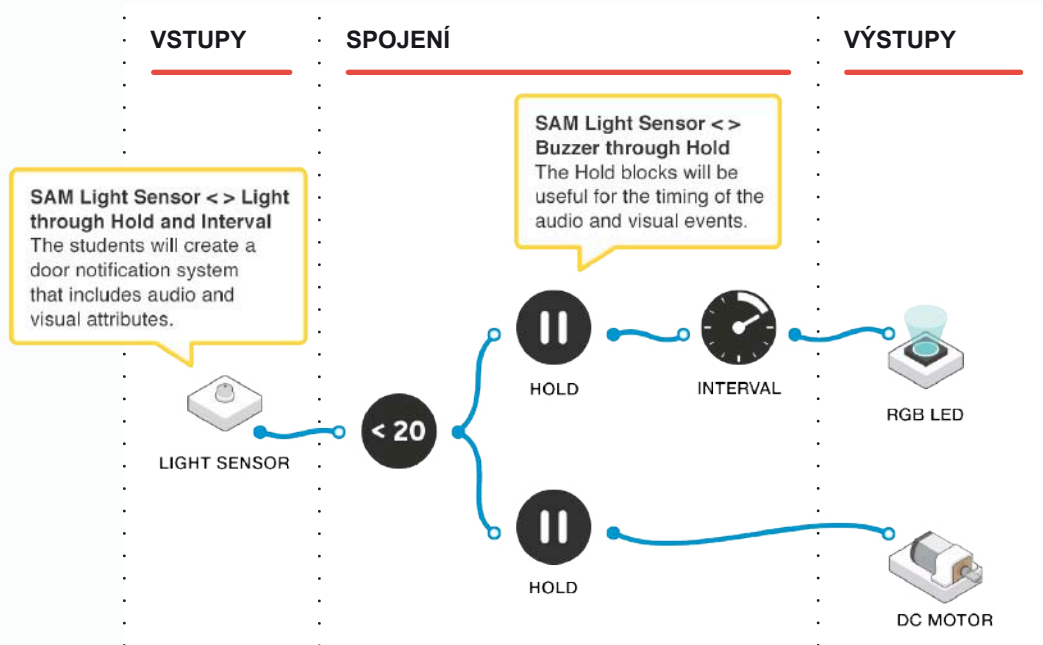 VSTUPY
SPOJENÍ
VÝSTUPY
SAM Light Sensor < > Light
through Hold and Interval
The students will create a
door notification system
that includes audio and
visual attributes.
SAM Light Sensor < >
Buzzer through Hold
The Hold blocks will be
useful for the timing of the
audio and visual events.
HOLD
INTERVAL
RGB LED
LIGHT SENSOR
< 20
HOLD
DC MOTOR